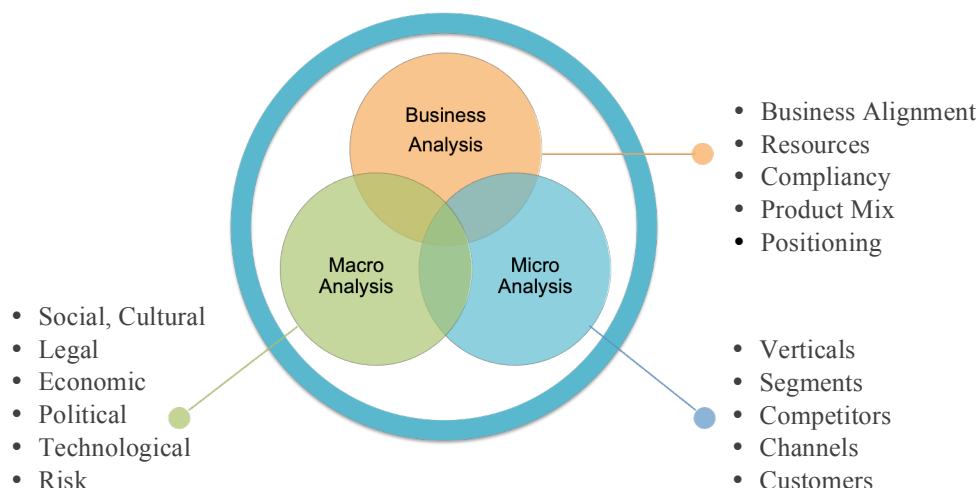 Business
Analysis
Macro
Analysis
Micro
Analysis
• Business Alignment
• Resources
• Compliancy
• Product Mix
• Positioning
• Social, Cultural
• Legal
• Economic
• Political
• Technological
• Risk
• Verticals
• Segments
• Competitors
• Channels
• Customers